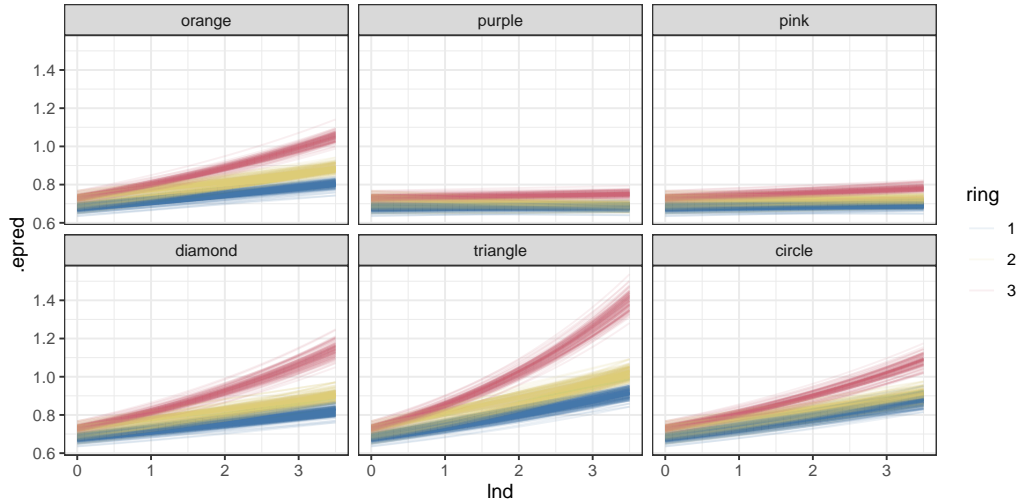 orange purple pink
1.4
1.2
1.0
0.8
0.6
diamond triangle circle
1.4
1.2
1.0
0.8
0.6
0 1 2 3 0 1 2 3 0 1 2 3
lnd
.epred
ring
1
2
3